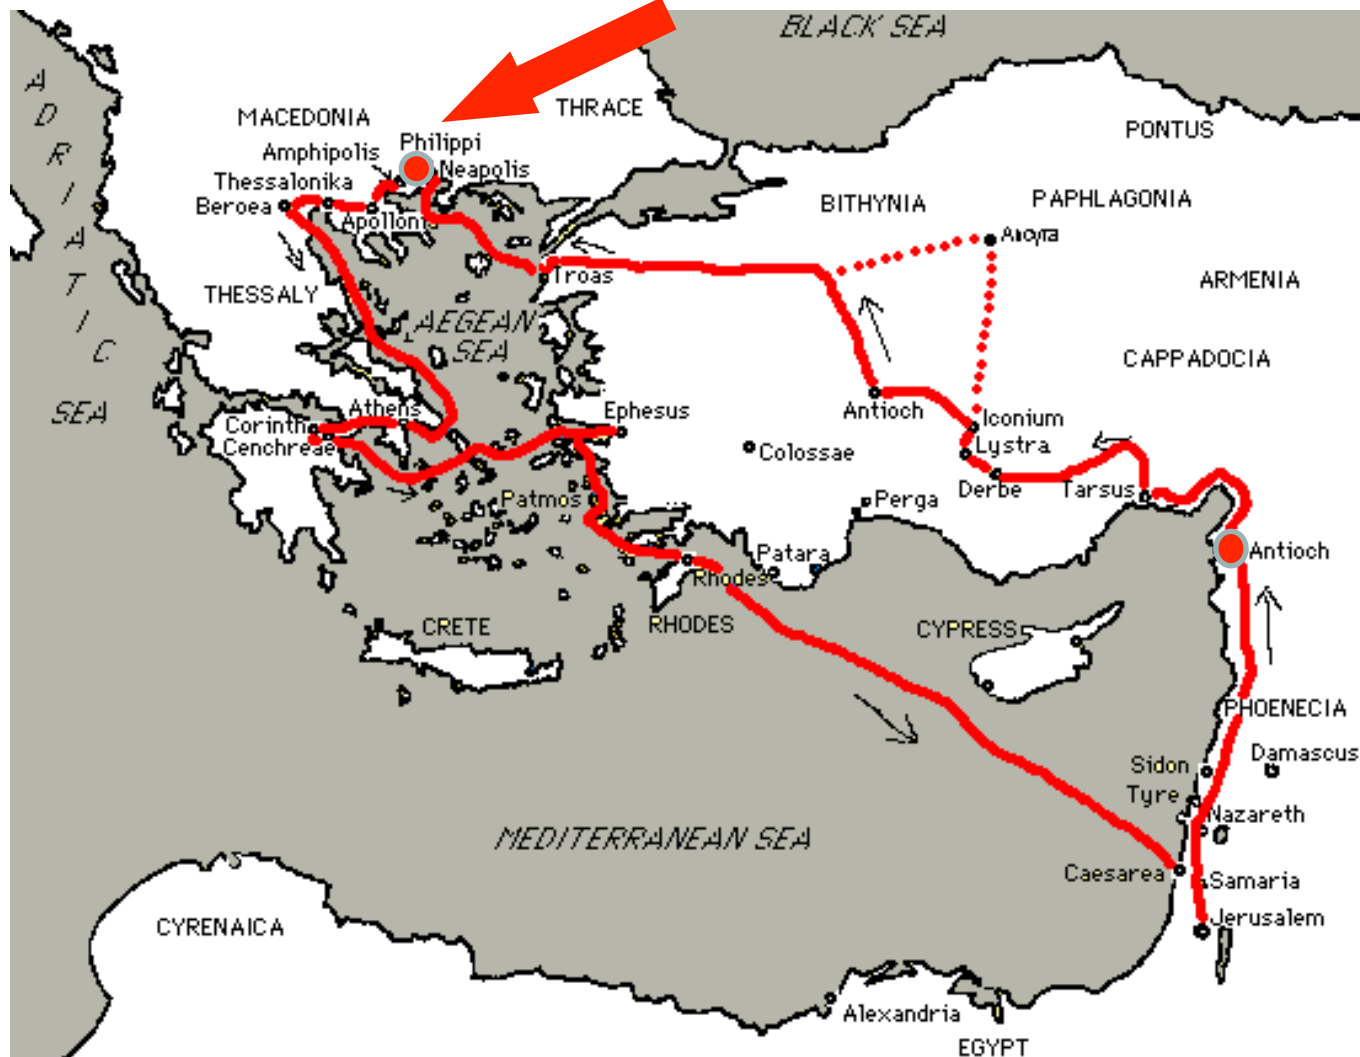 BLACK SEA
ADRIATIC
SEA
MACEDONIA
THRACE
PONTUS
Philippi
Amphipolis
Neapolis
Thessalonika
Beroea
Apollonia
BITHYNIA
PAPHLAGONIA
Ancyra
Troas
ARMENIA
THESSALY
AEGEAN
SEA
CAPPADOCIA
Athens
Corinth
Cenchreae
Ephesus
Antioch
Iconium
Lystra
Colossae
Derbe
Tarsus
Patmos
Perga
Patara
Antioch
Rhodes
RHODES
CRETE
CYPRESS
PHOENECIA
Sidon
Damascus
Tyre
Nazareth
MEDITERRANEAN SEA
Caesarea
Samaria
Jerusalem
CYRENAICA
Alexandria
EGYPT